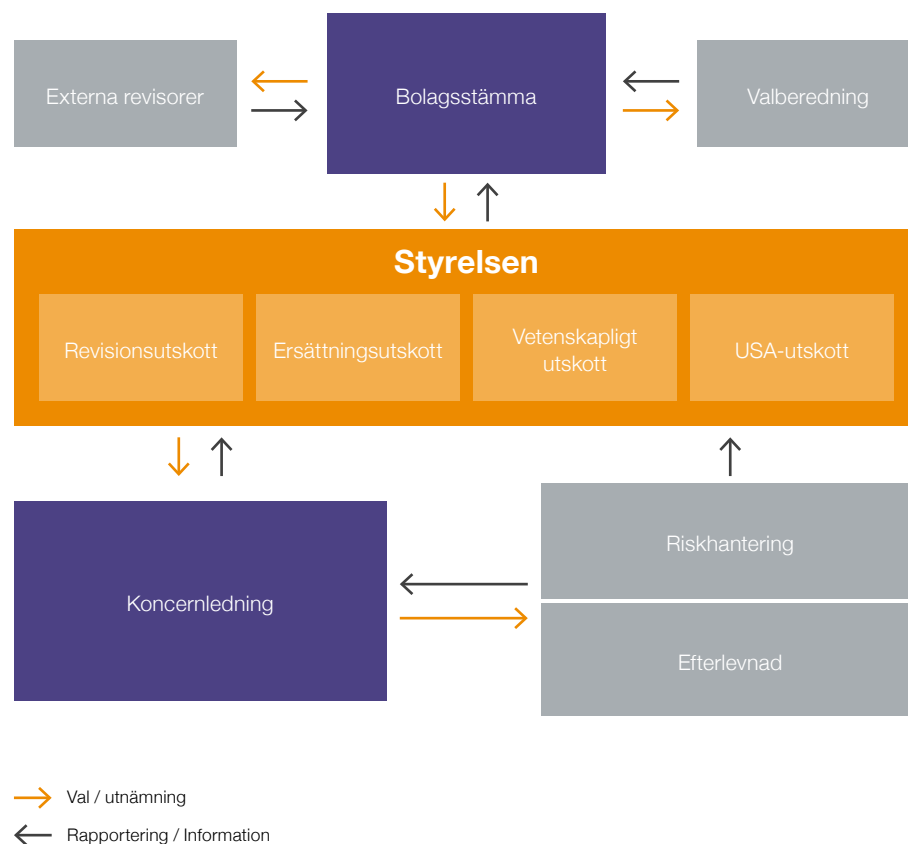 Externa revisorer
Bolagsstämma
Valberedning
Styrelsen
Revisionsutskott
Ersättningsutskott
Vetenskapligt
utskott
USA-utskott
Koncernledning
Riskhantering
Efterlevnad
Val / utnämning
Rapportering / Information